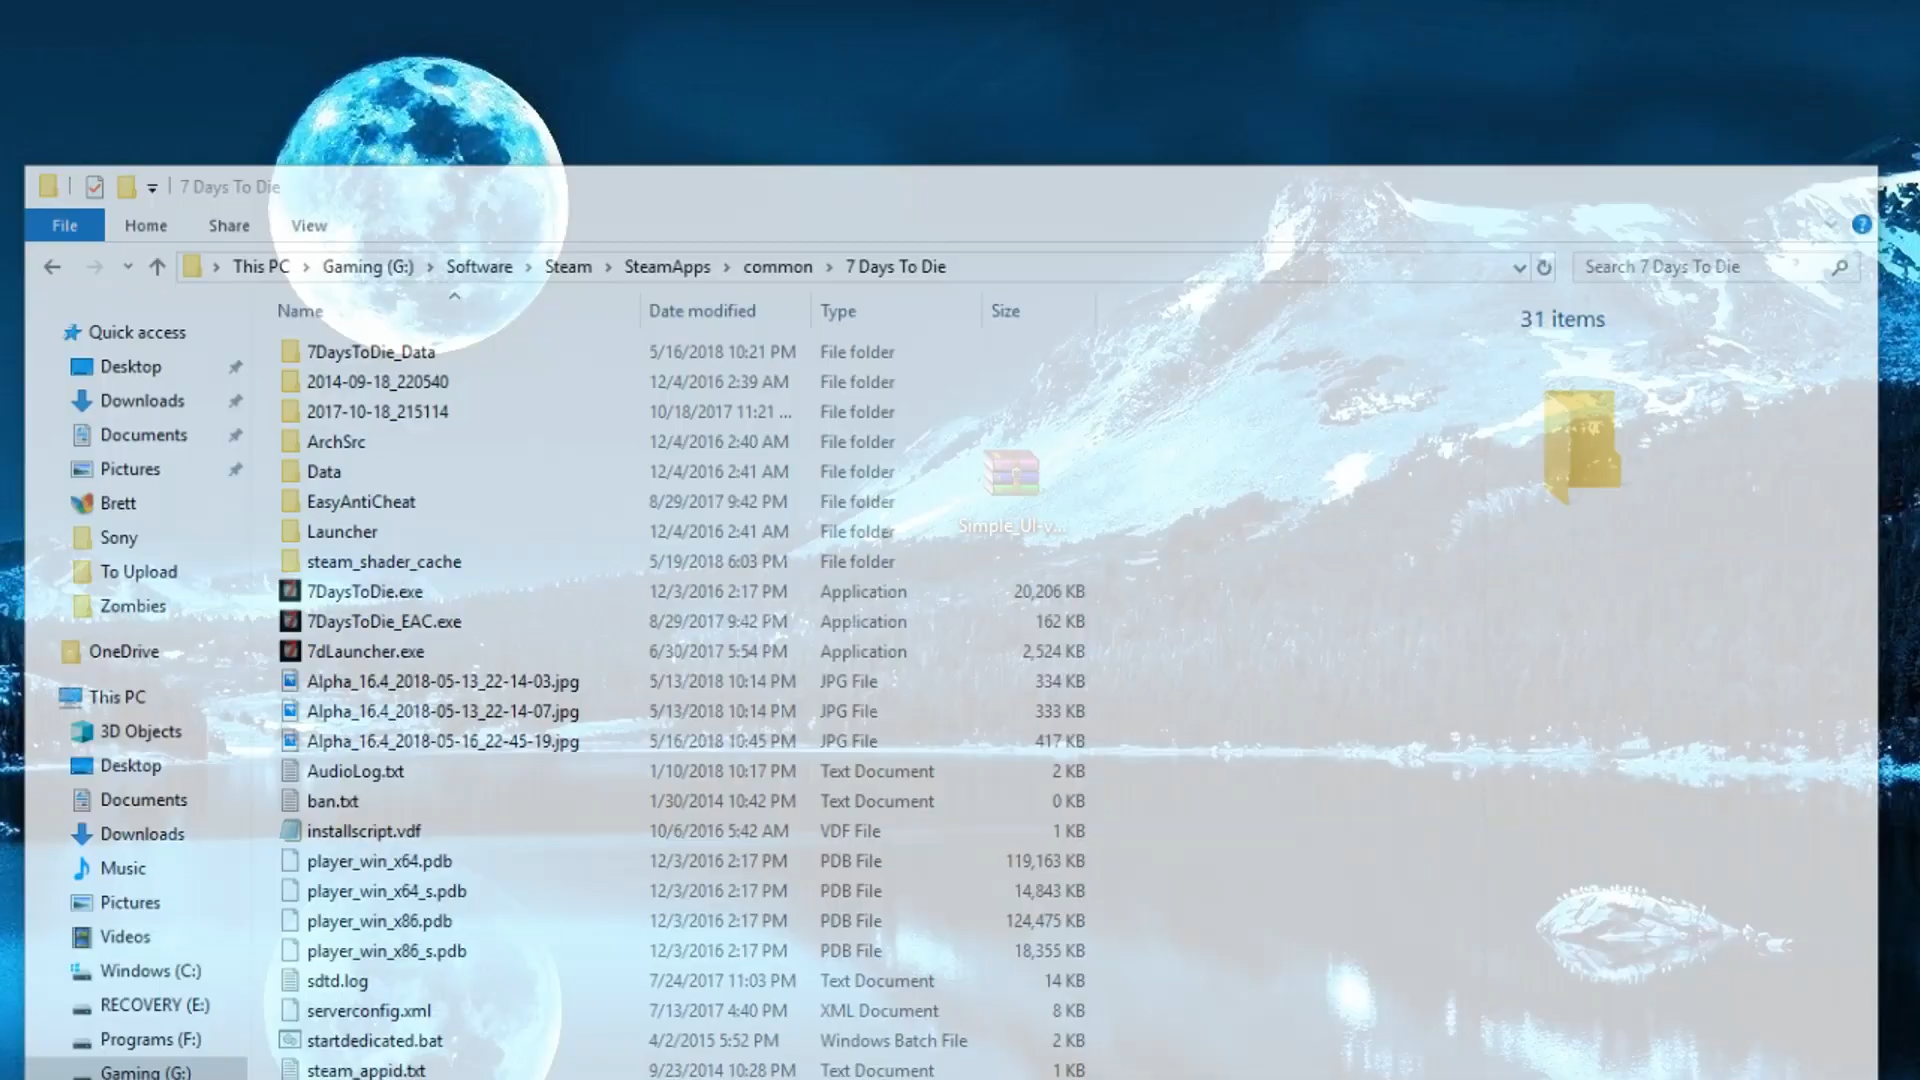 7 Days To Die
File Home Share View
This PC Gaming (G:) Software Steam SteamApps common 7 Days To Die
Search 7 Days To Die
Name Date modified Type Size
31 items
Quick access
Desktop
Downloads
Documents
Pictures
Brett
Sony
To Upload
Zombies
OneDrive
This PC
3D Objects
Desktop
Documents
Downloads
Music
Pictures
Videos
Windows (C:)
RECOVERY (E:)
Programs (F:)
Gaming (G:)
7DaysToDie_Data 5/16/2018 10:21 PM File folder
2014-09-18_220540 12/4/2016 2:39 AM File folder
2017-10-18_215114 10/18/2017 11:21 ... File folder
ArchSrc 12/4/2016 2:40 AM File folder
Data 12/4/2016 2:41 AM File folder
EasyAntiCheat 8/29/2017 9:42 PM File folder
Launcher 12/4/2016 2:41 AM File folder
steam_shader_cache 5/19/2018 6:03 PM File folder
7DaysToDie.exe 12/3/2016 2:17 PM Application 20,206 KB
7DaysToDie_EAC.exe 8/29/2017 9:42 PM Application 162 KB
7dLauncher.exe 6/30/2017 5:54 PM Application 2,524 KB
Alpha_16.4_2018-05-13_22-14-03.jpg 5/13/2018 10:14 PM JPG File 334 KB
Alpha_16.4_2018-05-13_22-14-07.jpg 5/13/2018 10:14 PM JPG File 333 KB
Alpha_16.4_2018-05-16_22-45-19.jpg 5/16/2018 10:45 PM JPG File 417 KB
AudioLog.txt 1/10/2018 10:17 PM Text Document 2 KB
ban.txt 1/30/2014 10:42 PM Text Document 0 KB
installscript.vdf 10/6/2016 5:42 AM VDF File 1 KB
player_win_x64.pdb 12/3/2016 2:17 PM PDB File 119,163 KB
player_win_x64_s.pdb 12/3/2016 2:17 PM PDB File 14,843 KB
player_win_x86.pdb 12/3/2016 2:17 PM PDB File 124,475 KB
player_win_x86_s.pdb 12/3/2016 2:17 PM PDB File 18,355 KB
sdtd.log 7/24/2017 11:03 PM Text Document 14 KB
serverconfig.xml 7/13/2017 4:40 PM XML Document 8 KB
startdedicated.bat 4/2/2015 5:52 PM Windows Batch File 2 KB
steam_appid.txt 9/23/2014 10:28 PM Text Document 1 KB
Simple_UI-v...